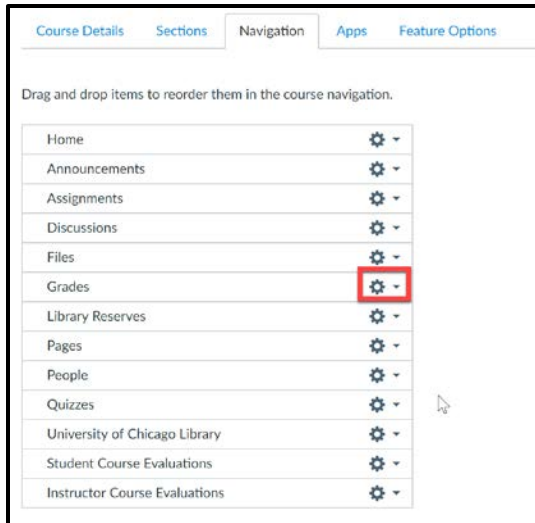 Course Details Sections Navigation Apps Feature Options
Drag and drop items to reorder them in the course navigation.
Home
Announcements
Assignments
Discussions
Files
Grades
Library Reserves
Pages
People
Quizzes
University of Chicago Library
Student Course Evaluations
Instructor Course Evaluations